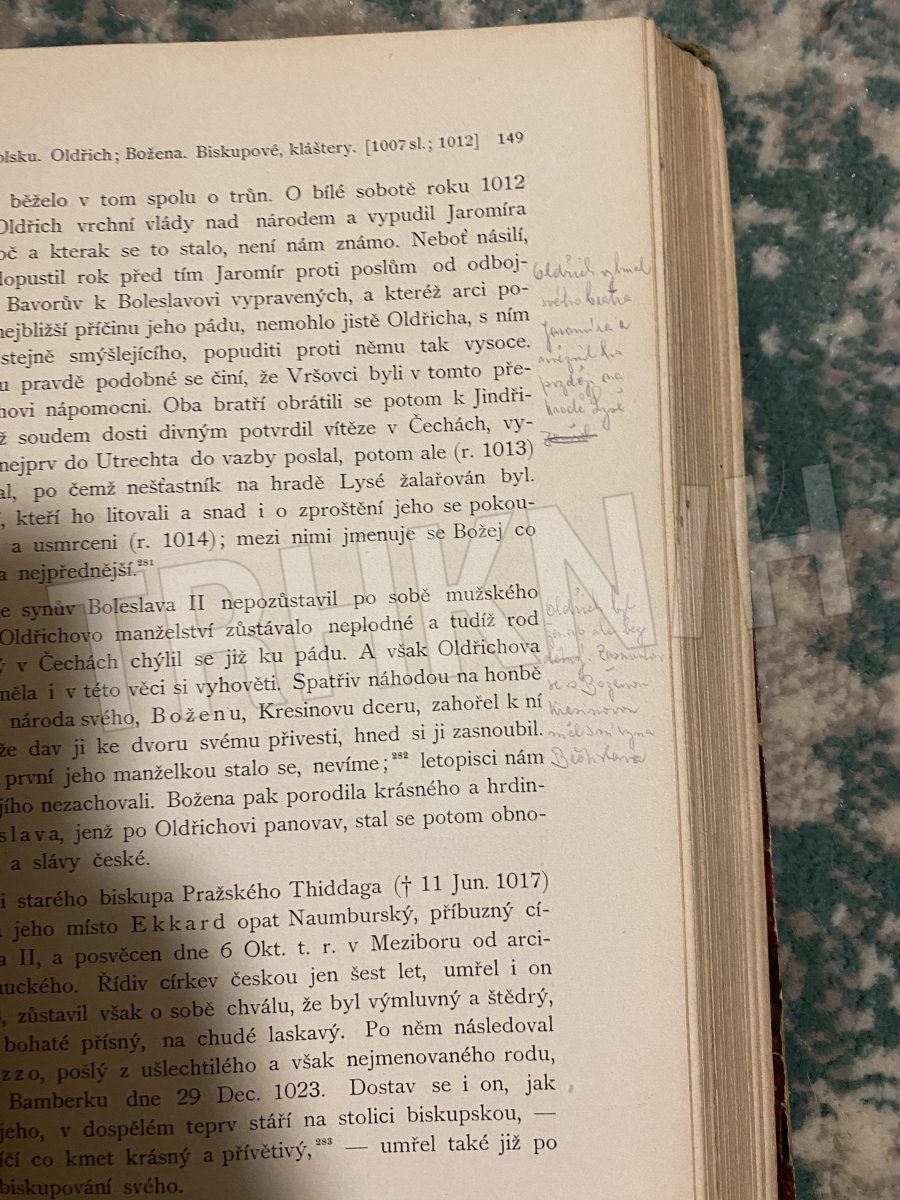 olsku. Oldřich; Božena. Biskupové, kláštery. [1007 sl.; 1012] 149
běželo v tom spolu o trůn. O bílé sobotě roku 1012
Oldřich vrchní vlády nad národem a vypudil Jaromíra
oč a kterak se to stalo, není nám známo. Neboť násilí,
dopustil rok před tím Jaromír proti poslům od odboj-
Bavorův k Boleslavovi vypravených, a kteréž arci po-
nejbližší příčinu jeho pádu, nemohlo jistě Oldřicha, s ním
stejně smýšlejícího, popuditi proti němu tak vysoce.
u pravdě podobné se činí, že Vršovci byli v tomto pře-
hovi nápomocni. Oba bratří obrátili se potom k Jindři-
ž soudem dosti divným potvrdil vítěze v Čechách, vy-
nejprv do Utrechta do vazby poslal, potom ale (r. 1013)
al, po čemž nešťastník na hradě Lysé žalařován byl.
, kteří ho litovali a snad i o zproštění jeho se pokou-
a usmrceni (r. 1014); mezi nimi jmenuje se Božej co
a nejpřednější.²⁸¹
e synův Boleslava II nepozůstavil po sobě mužského
Oldřichovo manželství zůstávalo neplodné a tudíž rod
ý v Čechách chýlil se již ku pádu. A však Oldřichova
měla i v této věci si vyhověti. Spatřiv náhodou na honbě
národa svého, Boženu, Kresinovu dceru, zahořel k ní
že dav ji ke dvoru svému přivesti, hned si ji zasnoubil.
první jeho manželkou stalo se, nevíme;²⁸² letopisci nám
jího nezachovali. Božena pak porodila krásného a hrdin-
slava, jenž po Oldřichovi panovav, stal se potom obno-
a slávy české.
i starého biskupa Pražského Thiddaga († 11 Jun. 1017)
a jeho místo Ekkard opat Naumburský, příbuzný cí-
a II, a posvěcen dne 6 Okt. t. r. v Meziboru od arci-
uckého. Řídiv církev českou jen šest let, umřel i on
, zůstavil však o sobě chválu, že byl výmluvný a štědrý,
bohaté přísný, na chudé laskavý. Po něm následoval
zzo, pošlý z ušlechtilého a však nejmenovaného rodu,
Bamberku dne 29 Dec. 1023. Dostav se i on, jak
jeho, v dospělém teprv stáří na stolici biskupskou, —
íčí co kmet krásný a přívětivý,²⁸³ — umřel také již po
biskupování svého.
Oldřich vyhnal
svého bratra
Jaromíra a
uvěznil ho
později na
hradě Lysé
Oldřich byl
ženat ale bez
se s Boženou
Kresinovou
měl syna
Břetislava
TRHKNIH